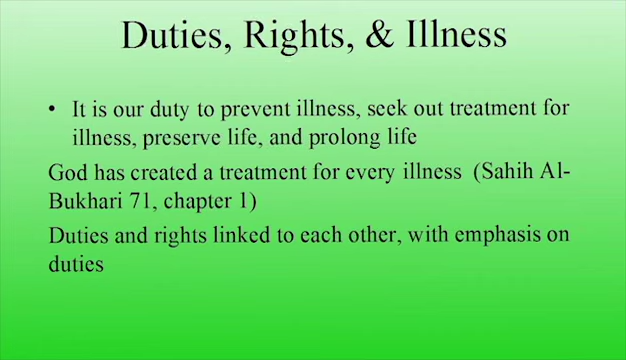 Duties, Rights, & Illness
• It is our duty to prevent illness, seek out treatment for
illness, preserve life, and prolong life
God has created a treatment for every illness (Sahih Al-
Bukhari 71, chapter 1)
Duties and rights linked to each other, with emphasis on
duties